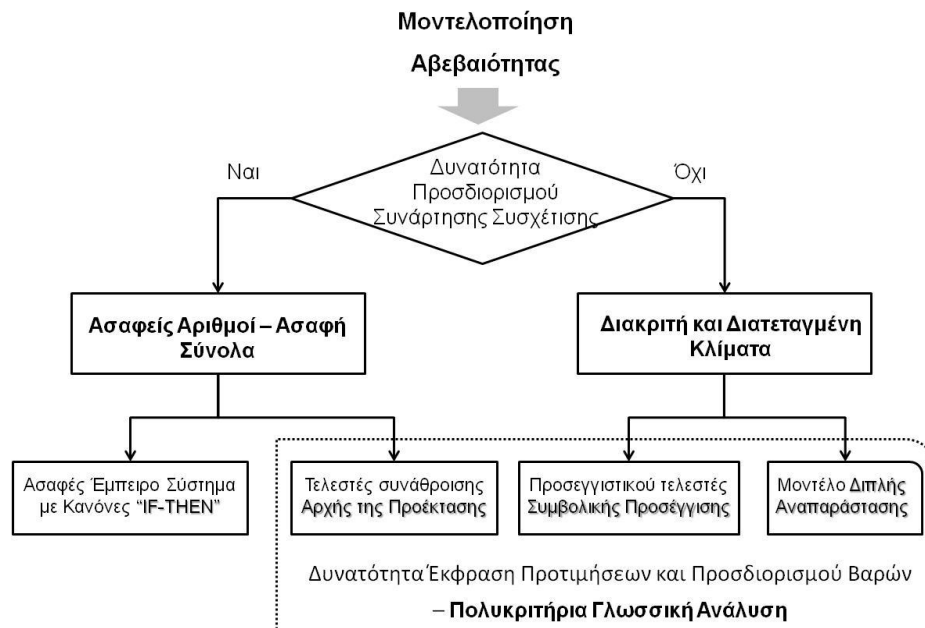 Μοντελοποίηση
Αβεβαιότητας
Ναι
Δυνατότητα
Προσδιορισμού
Συνάρτησης Συσχέτισης
Όχι
Ασαφείς Αριθμοί – Ασαφή
Σύνολα
Διακριτή και Διατεταγμένη
Κλίματα
Ασαφές Έμπειρο Σύστημα
με Κανόνες “IF-THEN”
Τελεστές συνάθροισης
Αρχής της Προέκτασης
Προσεγγιστικού τελεστές
Συμβολικής Προσέγγισης
Μοντέλο Διπλής
Αναπαράστασης
Δυνατότητα Έκφραση Προτιμήσεων και Προσδιορισμού Βαρών
– Πολυκριτήρια Γλωσσική Ανάλυση